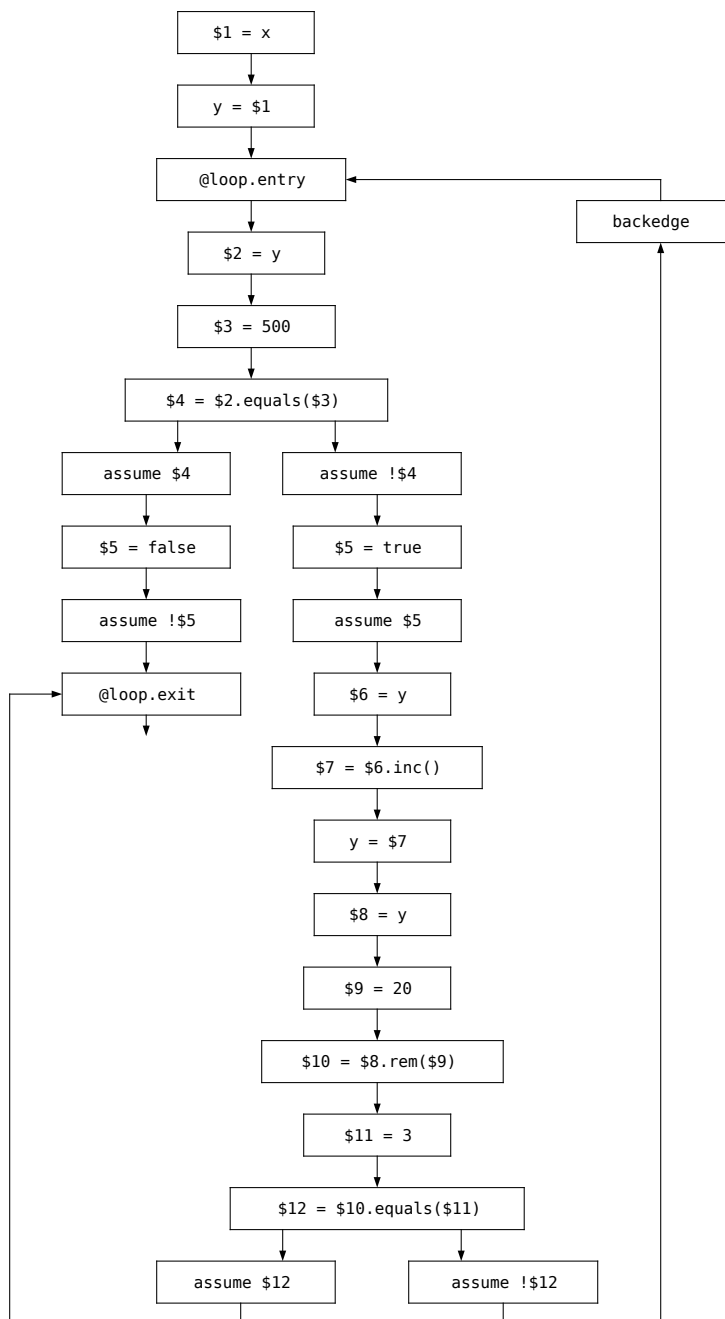 $1 = x
y = $1
@loop.entry
backedge
$2 = y
$3 = 500
$4 = $2.equals($3)
assume $4
assume !$4
$5 = false
$5 = true
assume !$5
assume $5
@loop.exit
$6 = y
$7 = $6.inc()
y = $7
$8 = y
$9 = 20
$10 = $8.rem($9)
$11 = 3
$12 = $10.equals($11)
assume $12
assume !$12